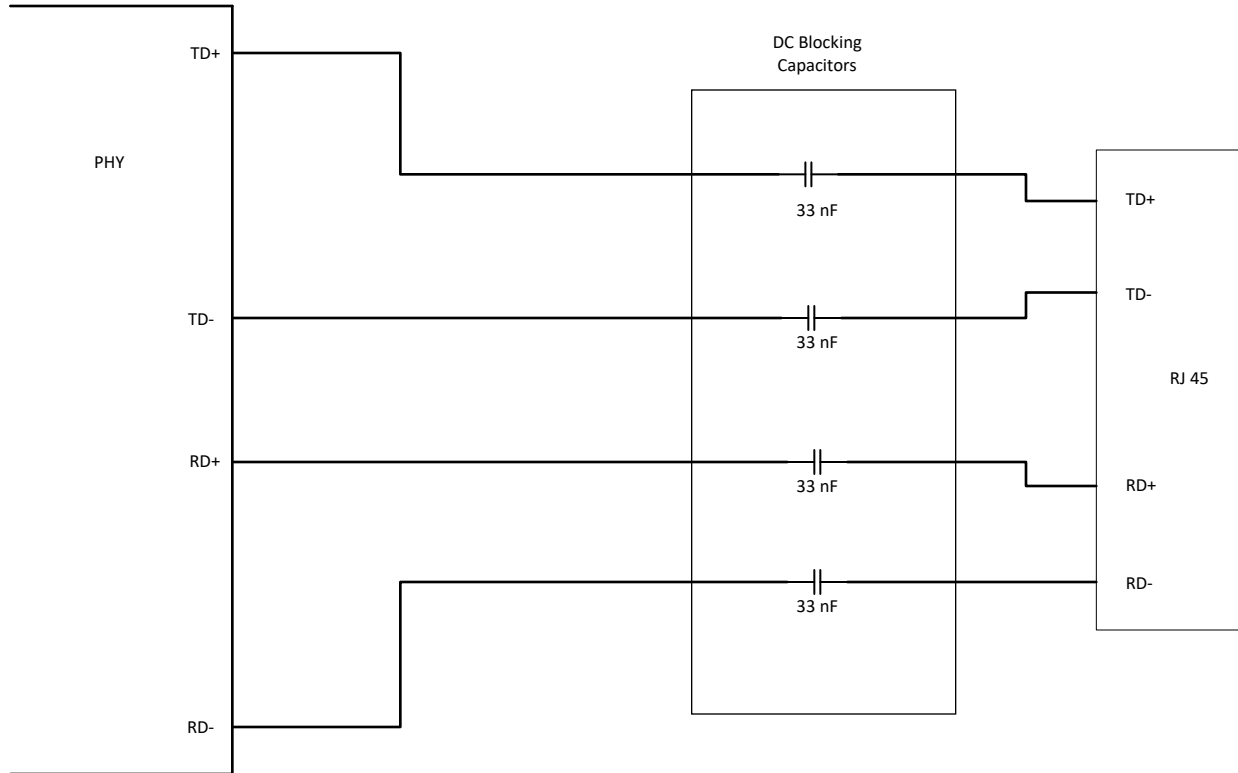 TD+
DC Blocking
Capacitors
PHY
33 nF
TD+
TD-
TD-
33 nF
RJ 45
RD+
33 nF
RD+
RD-
33 nF
RD-